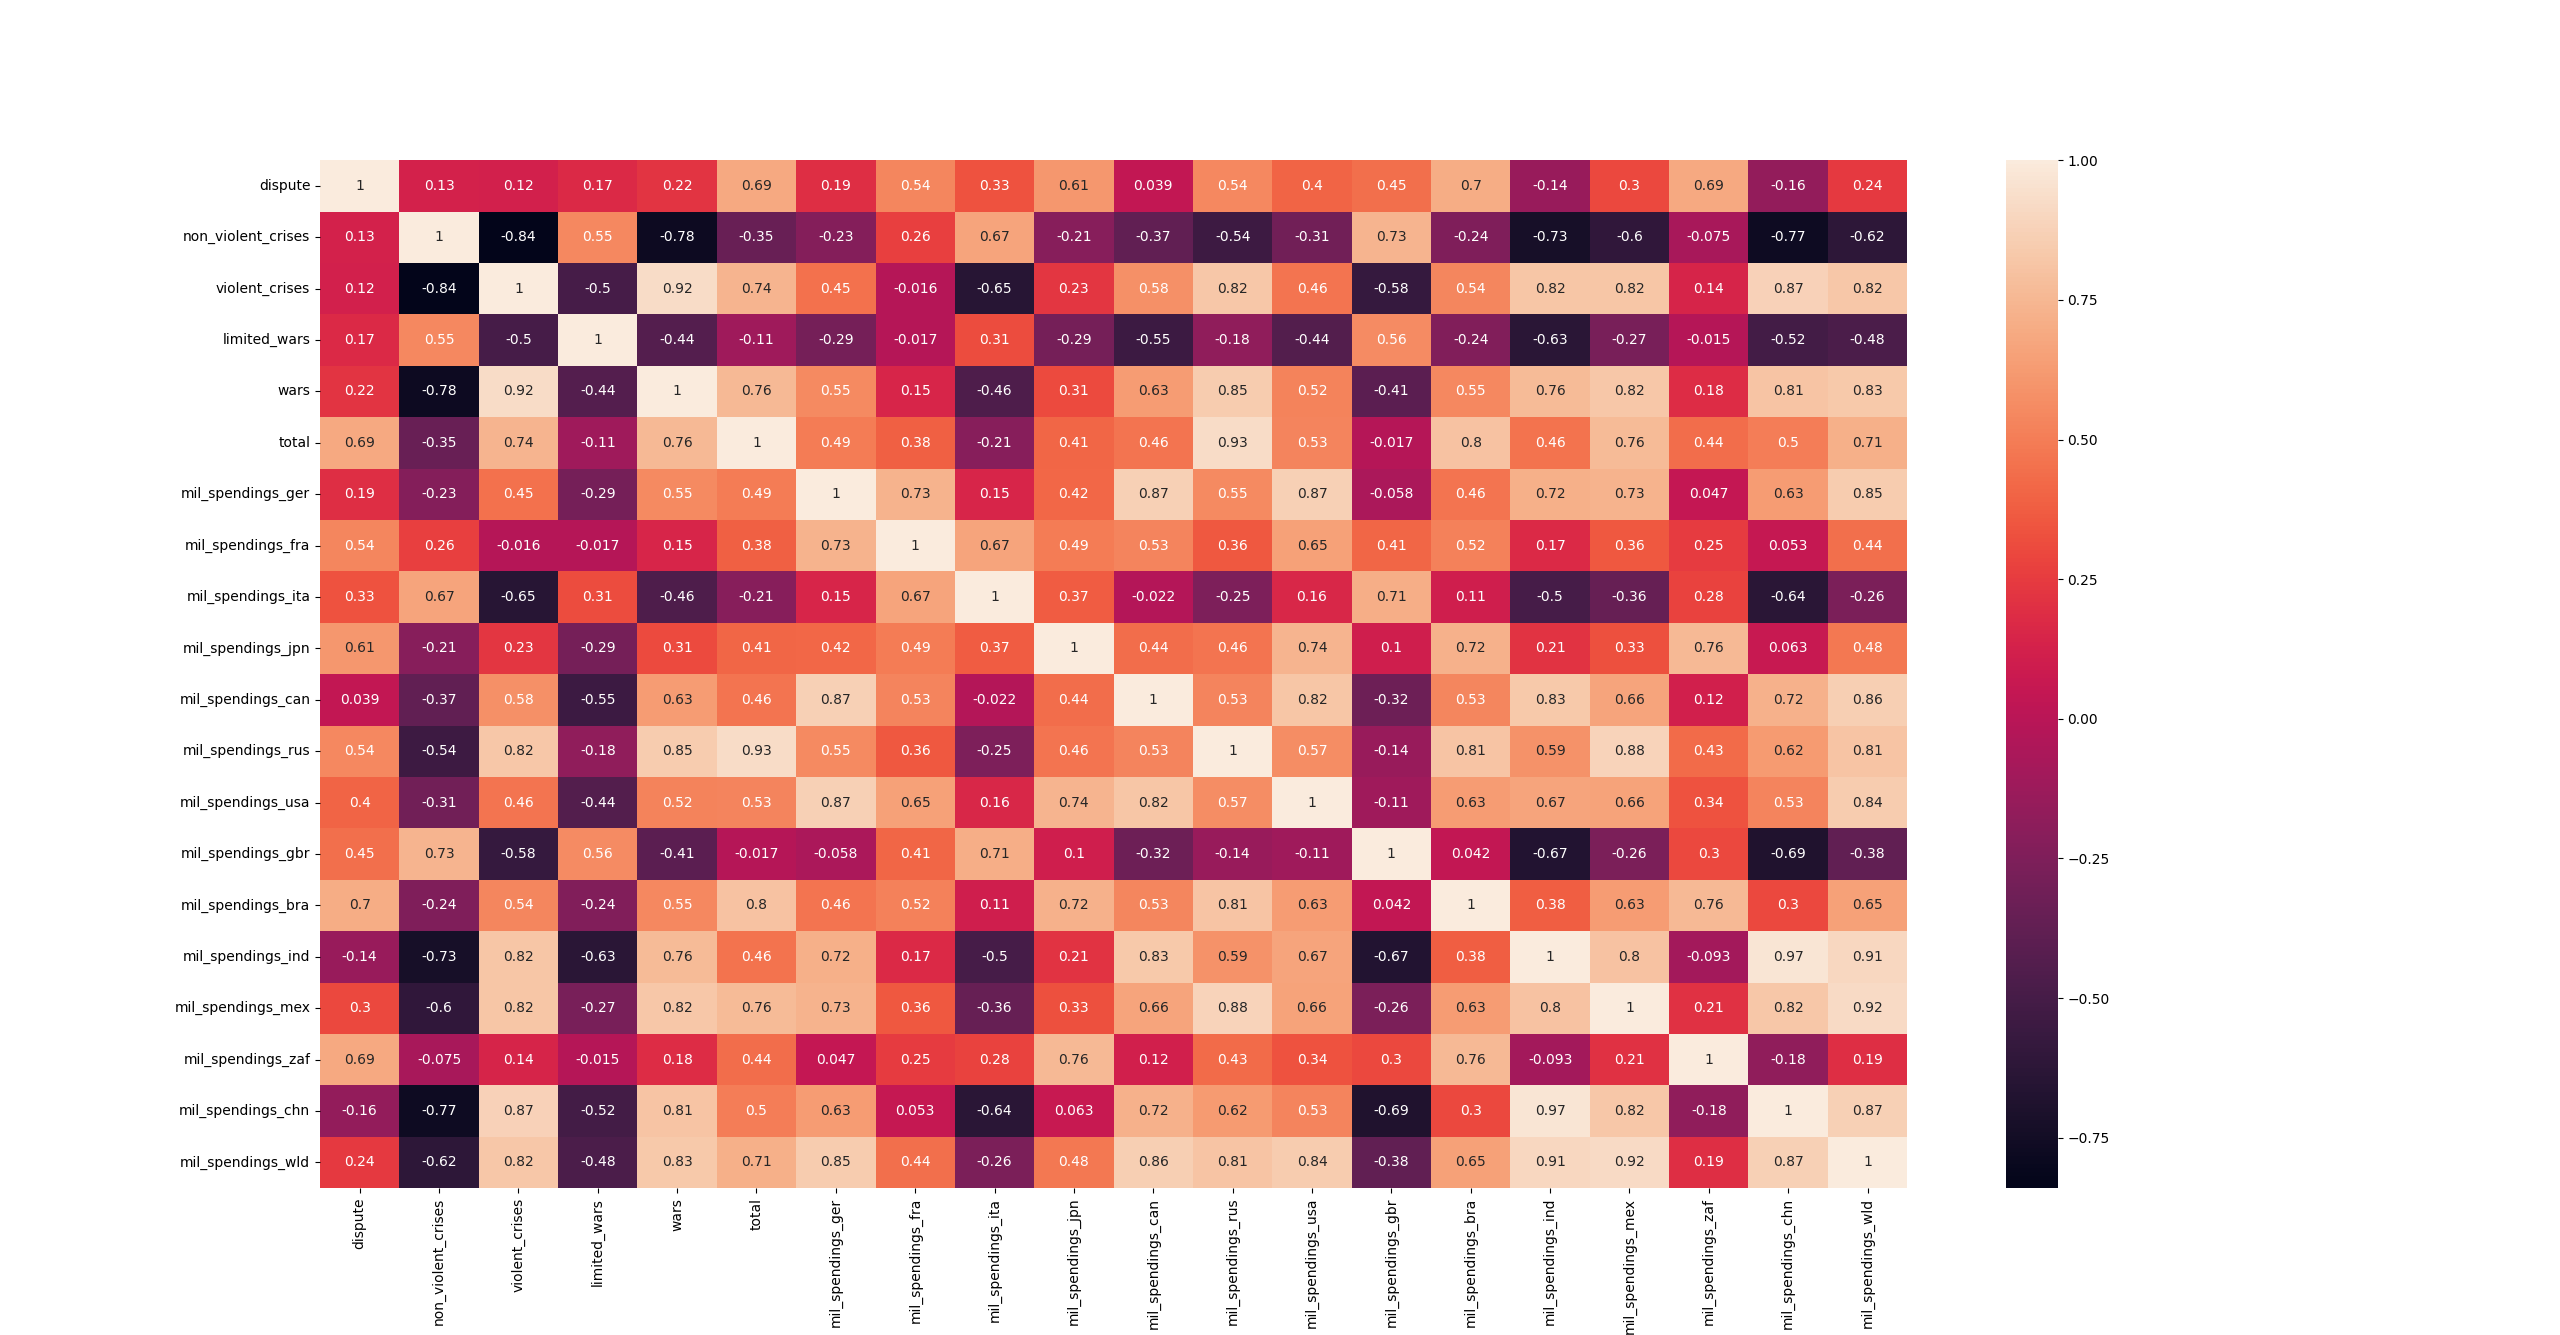 dispute 1 0.13 0.12 0.17 0.22 0.69 0.19 0.54 0.33 0.61 0.039 0.54 0.4 0.45 0.7 -0.14 0.3 0.69 -0.16 0.24
non_violent_crises 0.13 1 -0.84 0.55 -0.78 -0.35 -0.23 0.26 0.67 -0.21 -0.37 -0.54 -0.31 0.73 -0.24 -0.73 -0.6 -0.075 -0.77 -0.62
violent_crises 0.12 -0.84 1 -0.5 0.92 0.74 0.45 -0.016 -0.65 0.23 0.58 0.82 0.46 -0.58 0.54 0.82 0.82 0.14 0.87 0.82
limited_wars 0.17 0.55 -0.5 1 -0.44 -0.11 -0.29 -0.017 0.31 -0.29 -0.55 -0.18 -0.44 0.56 -0.24 -0.63 -0.27 -0.015 -0.52 -0.48
wars 0.22 -0.78 0.92 -0.44 1 0.76 0.55 0.15 -0.46 0.31 0.63 0.85 0.52 -0.41 0.55 0.76 0.82 0.18 0.81 0.83
total 0.69 -0.35 0.74 -0.11 0.76 1 0.49 0.38 -0.21 0.41 0.46 0.93 0.53 -0.017 0.8 0.46 0.76 0.44 0.5 0.71
mil_spendings_ger 0.19 -0.23 0.45 -0.29 0.55 0.49 1 0.73 0.15 0.42 0.87 0.55 0.87 -0.058 0.46 0.72 0.73 0.047 0.63 0.85
mil_spendings_fra 0.54 0.26 -0.016 -0.017 0.15 0.38 0.73 1 0.67 0.49 0.53 0.36 0.65 0.41 0.52 0.17 0.36 0.25 0.053 0.44
mil_spendings_ita 0.33 0.67 -0.65 0.31 -0.46 -0.21 0.15 0.67 1 0.37 -0.022 -0.25 0.16 0.71 0.11 -0.5 -0.36 0.28 -0.64 -0.26
mil_spendings_jpn 0.61 -0.21 0.23 -0.29 0.31 0.41 0.42 0.49 0.37 1 0.44 0.46 0.74 0.1 0.72 0.21 0.33 0.76 0.063 0.48
mil_spendings_can 0.039 -0.37 0.58 -0.55 0.63 0.46 0.87 0.53 -0.022 0.44 1 0.53 0.82 -0.32 0.53 0.83 0.66 0.12 0.72 0.86
mil_spendings_rus 0.54 -0.54 0.82 -0.18 0.85 0.93 0.55 0.36 -0.25 0.46 0.53 1 0.57 -0.14 0.81 0.59 0.88 0.43 0.62 0.81
mil_spendings_usa 0.4 -0.31 0.46 -0.44 0.52 0.53 0.87 0.65 0.16 0.74 0.82 0.57 1 -0.11 0.63 0.67 0.66 0.34 0.53 0.84
mil_spendings_gbr 0.45 0.73 -0.58 0.56 -0.41 -0.017 -0.058 0.41 0.71 0.1 -0.32 -0.14 -0.11 1 0.042 -0.67 -0.26 0.3 -0.69 -0.38
mil_spendings_bra 0.7 -0.24 0.54 -0.24 0.55 0.8 0.46 0.52 0.11 0.72 0.53 0.81 0.63 0.042 1 0.38 0.63 0.76 0.3 0.65
mil_spendings_ind -0.14 -0.73 0.82 -0.63 0.76 0.46 0.72 0.17 -0.5 0.21 0.83 0.59 0.67 -0.67 0.38 1 0.8 -0.093 0.97 0.91
mil_spendings_mex 0.3 -0.6 0.82 -0.27 0.82 0.76 0.73 0.36 -0.36 0.33 0.66 0.88 0.66 -0.26 0.63 0.8 1 0.21 0.82 0.92
mil_spendings_zaf 0.69 -0.075 0.14 -0.015 0.18 0.44 0.047 0.25 0.28 0.76 0.12 0.43 0.34 0.3 0.76 -0.093 0.21 1 -0.18 0.19
mil_spendings_chn -0.16 -0.77 0.87 -0.52 0.81 0.5 0.63 0.053 -0.64 0.063 0.72 0.62 0.53 -0.69 0.3 0.97 0.82 -0.18 1 0.87
mil_spendings_wld 0.24 -0.62 0.82 -0.48 0.83 0.71 0.85 0.44 -0.26 0.48 0.86 0.81 0.84 -0.38 0.65 0.91 0.92 0.19 0.87 1
dispute
non_violent_crises
violent_crises
limited_wars
wars
total
mil_spendings_ger
mil_spendings_fra
mil_spendings_ita
mil_spendings_jpn
mil_spendings_can
mil_spendings_rus
mil_spendings_usa
mil_spendings_gbr
mil_spendings_bra
mil_spendings_ind
mil_spendings_mex
mil_spendings_zaf
mil_spendings_chn
mil_spendings_wld
1.00
0.75
0.50
0.25
0.00
−0.25
−0.50
−0.75